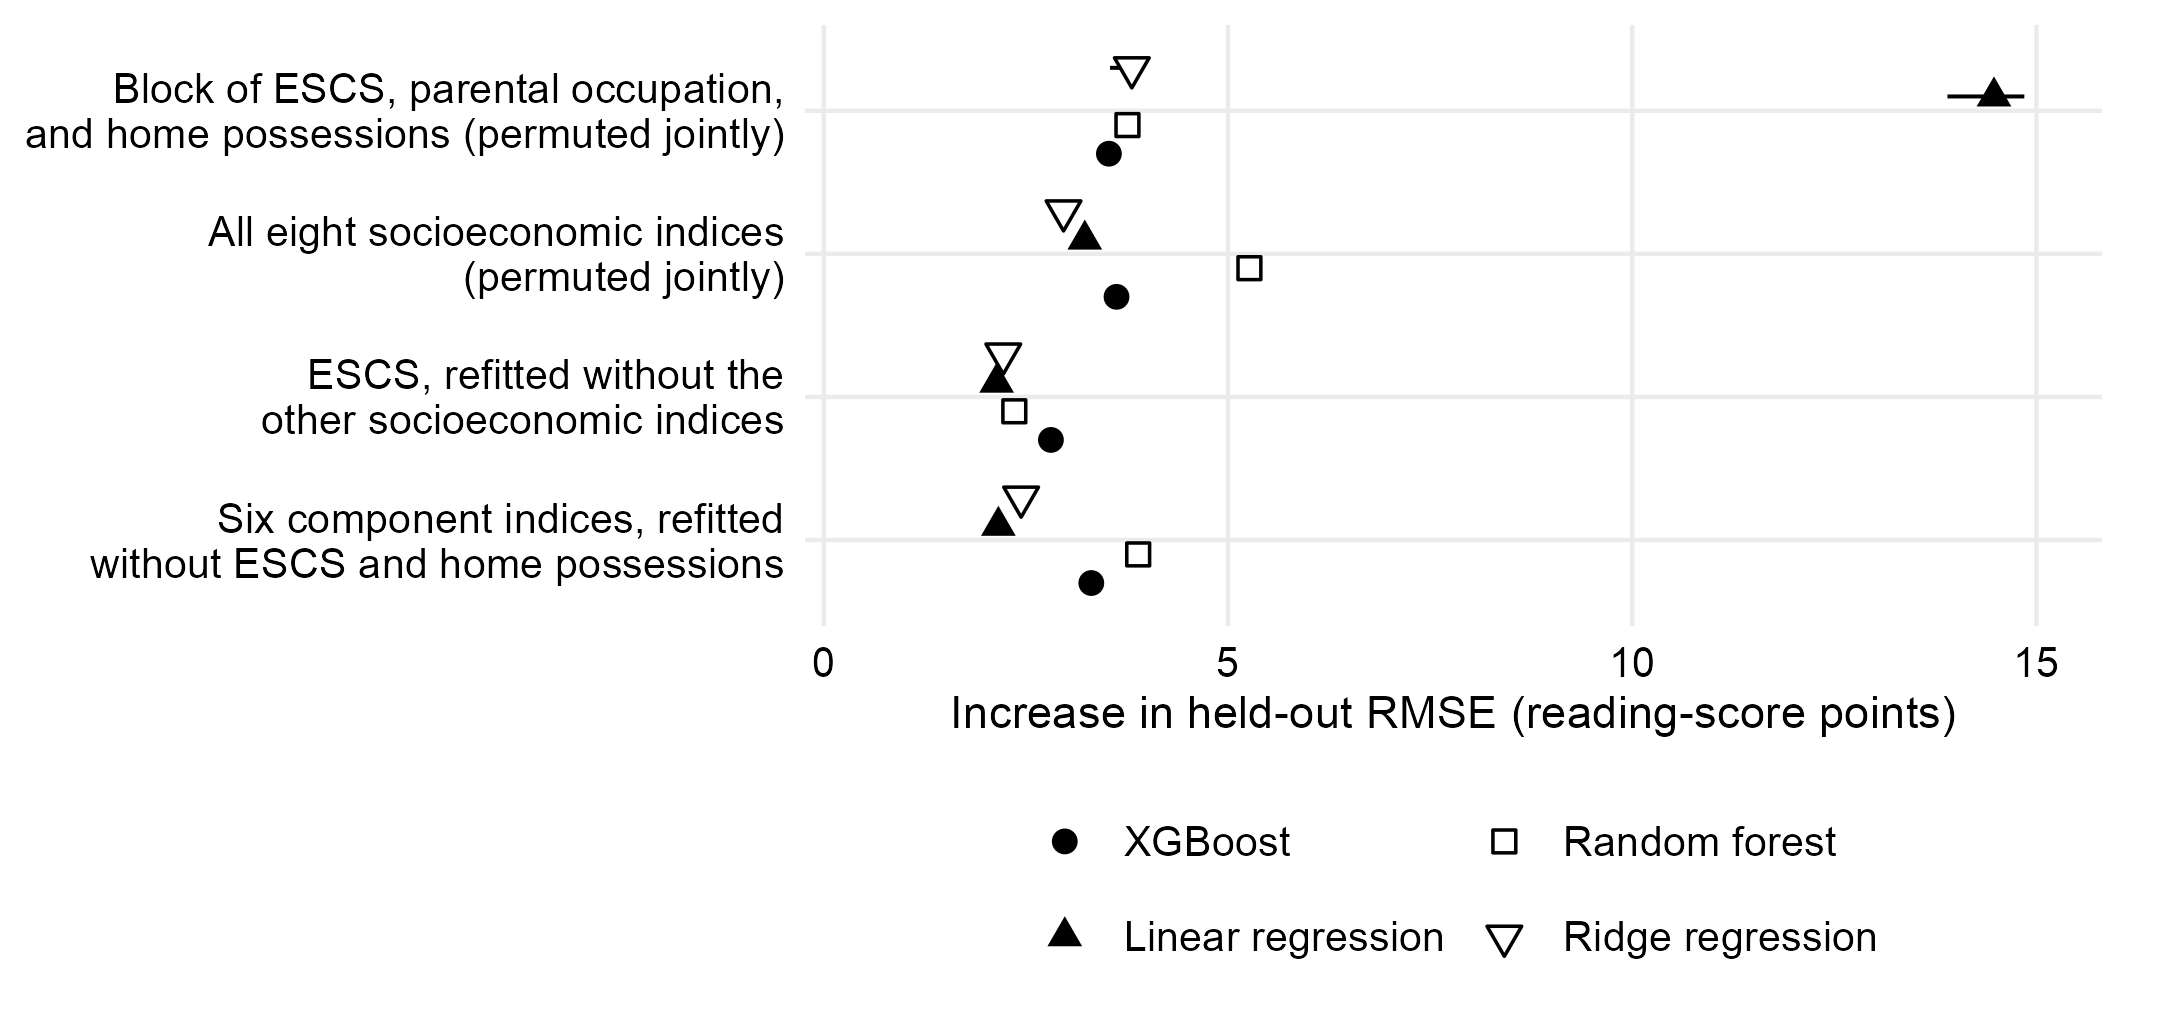 Block of ESCS, parental occupation,
and home possessions (permuted jointly)
All eight socioeconomic indices
(permuted jointly)
ESCS, refitted without the
other socioeconomic indices
Six component indices, refitted
without ESCS and home possessions
0 5 10 15
Increase in held-out RMSE (reading-score points)
XGBoost Random forest
Linear regression Ridge regression